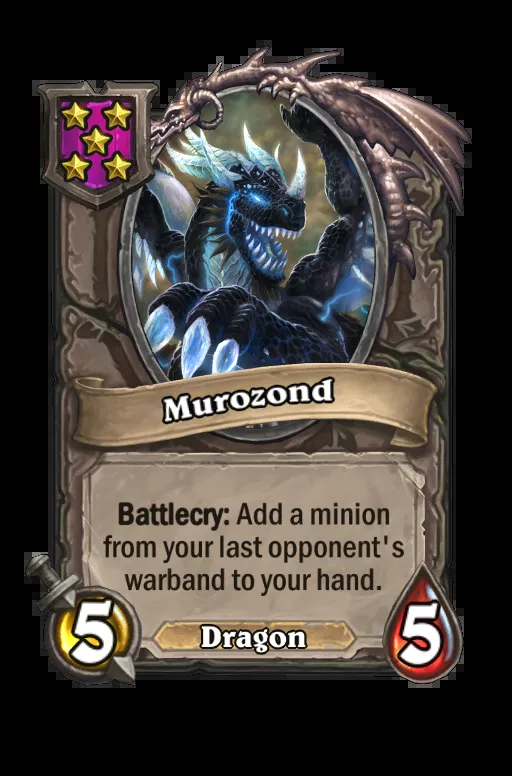 Murozond
Battlecry: Add a minion
from your last opponent's
warband to your hand.
5
Dragon
5